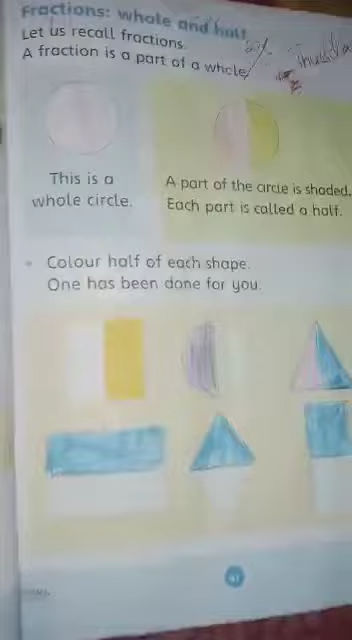 Fractions: whole and half
Let us recall fractions.
A fraction is a part of a whole.
This is a
whole circle.
A part of the circle is shaded.
Each part is called a half.
Colour half of each shape.
One has been done for you.
41